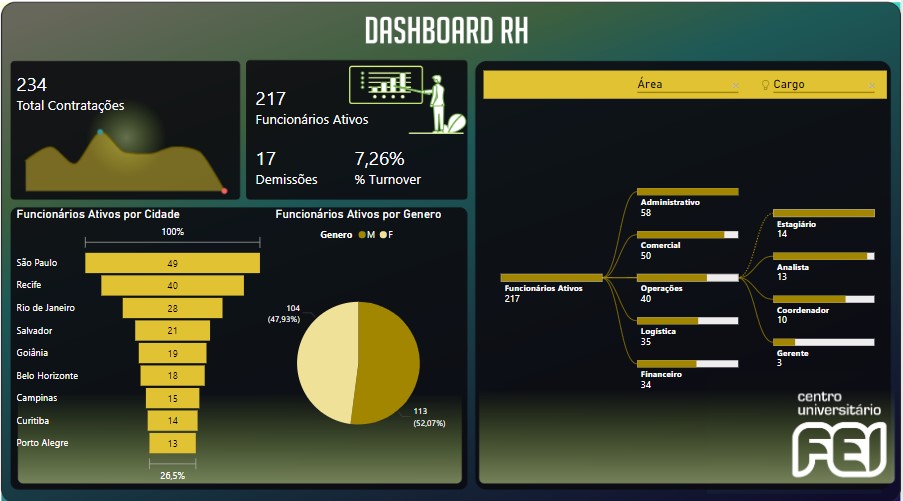 DASHBOARD RH
234
Total Contratações
217
Funcionários Ativos
17
Demissões
7,26%
% Turnover
Funcionários Ativos por Cidade
100%
São Paulo
49
Recife
40
Rio de Janeiro
28
Salvador
21
Goiânia
19
Belo Horizonte
18
Campinas
15
Curitiba
14
Porto Alegre
13
26,5%
Funcionários Ativos por Genero
Genero M F
104
(47,93%)
113
(52,07%)
Área
Cargo
Funcionários Ativos
217
Administrativo
58
Comercial
50
Operações
40
Logística
35
Financeiro
34
Estagiário
14
Analista
13
Coordenador
10
Gerente
3
centro
universitário
FEI